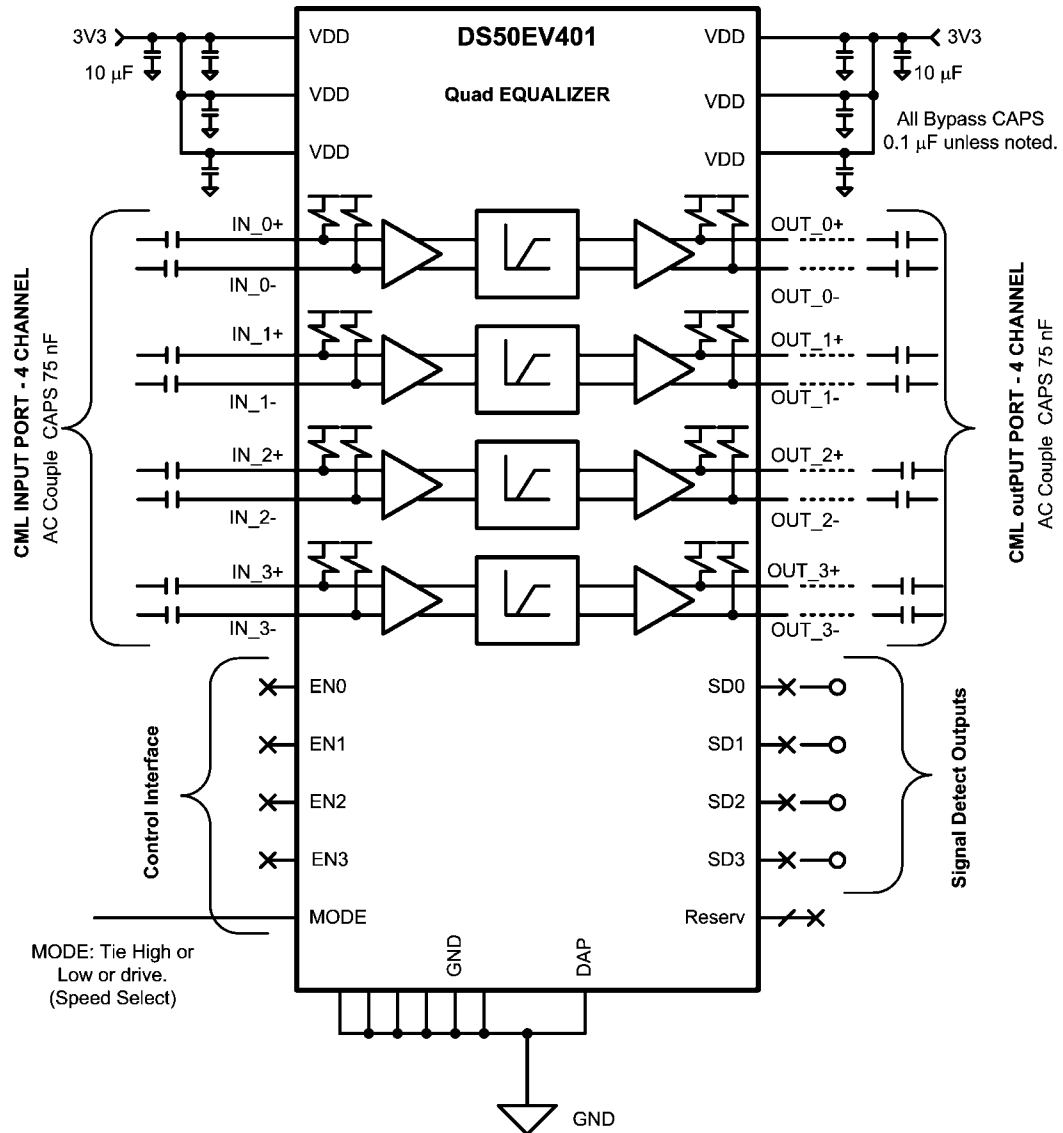 3V3
10 µF
VDD
DS50EV401
VDD
3V3
10 µF
VDD
Quad EQUALIZER
VDD
All Bypass CAPS
0.1 µF unless noted.
VDD
VDD
CML INPUT PORT - 4 CHANNEL
AC Couple CAPS 75 nF
IN_0+
IN_0-
IN_1+
IN_1-
IN_2+
IN_2-
IN_3+
IN_3-
OUT_0+
OUT_0-
OUT_1+
OUT_1-
OUT_2+
OUT_2-
OUT_3+
OUT_3-
CML outPUT PORT - 4 CHANNEL
AC Couple CAPS 75 nF
Control Interface
EN0
EN1
EN2
EN3
MODE
MODE: Tie High or
Low or drive.
(Speed Select)
SD0
SD1
SD2
SD3
Reserv
Signal Detect Outputs
GND
DAP
GND